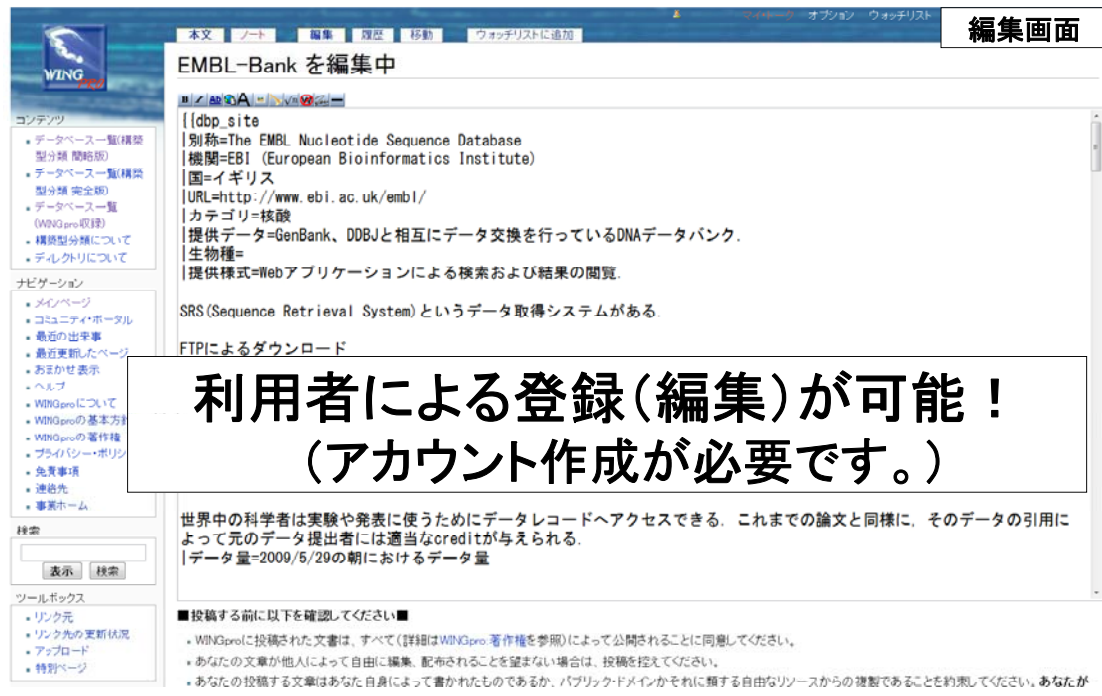 マイ・トーク オプション ウォッチリスト
編集画面
本文 ノート 編集 履歴 移動 ウォッチリストに追加
WING
pro
EMBL-Bank を編集中
コンテンツ
データベース一覧(構築
型分類 簡略版)
データベース一覧(構築
型分類 完全版)
データベース一覧
(WINGpro収録)
構築型分類について
ディレクトリについて
ナビゲーション
メインページ
コミュニティ・ポータル
最近の出来事
最近更新したページ
おまかせ表示
ヘルプ
WINGproについて
WINGproの基本方針
WINGproの著作権
プライバシー・ポリシ
免責事項
連絡先
事業ホーム
検索
表示 検索
ツールボックス
リンク元
リンク先の更新状況
アップロード
特別ページ
{{dbp_site
|別称=The EMBL Nucleotide Sequence Database
|機関=EBI (European Bioinformatics Institute)
|国=イギリス
|URL=http://www.ebi.ac.uk/embl/
|カテゴリ=核酸
|提供データ=GenBank、DDBJと相互にデータ交換を行っているDNAデータバンク.
|生物種=
|提供様式=Webアプリケーションによる検索および結果の閲覧.
SRS(Sequence Retrieval System)というデータ取得システムがある.
FTPによるダウンロード
利用者による登録(編集)が可能!
(アカウント作成が必要です。)
世界中の科学者は実験や発表に使うためにデータレコードへアクセスできる. これまでの論文と同様に, そのデータの引用に
よって元のデータ提出者には適当なcreditが与えられる.
|データ量=2009/5/29の朝におけるデータ量
■投稿する前に以下を確認してください■
WINGproに投稿された文書は、すべて(詳細はWINGpro:著作権を参照)によって公開されることに同意してください。
あなたの文章が他人によって自由に編集、配布されることを望まない場合は、投稿を控えてください。
あなたの投稿する文章はあなた自身によって書かれたものであるか、パブリック・ドメインかそれに類する自由なリソースからの複製であることを約束してください。あなたが